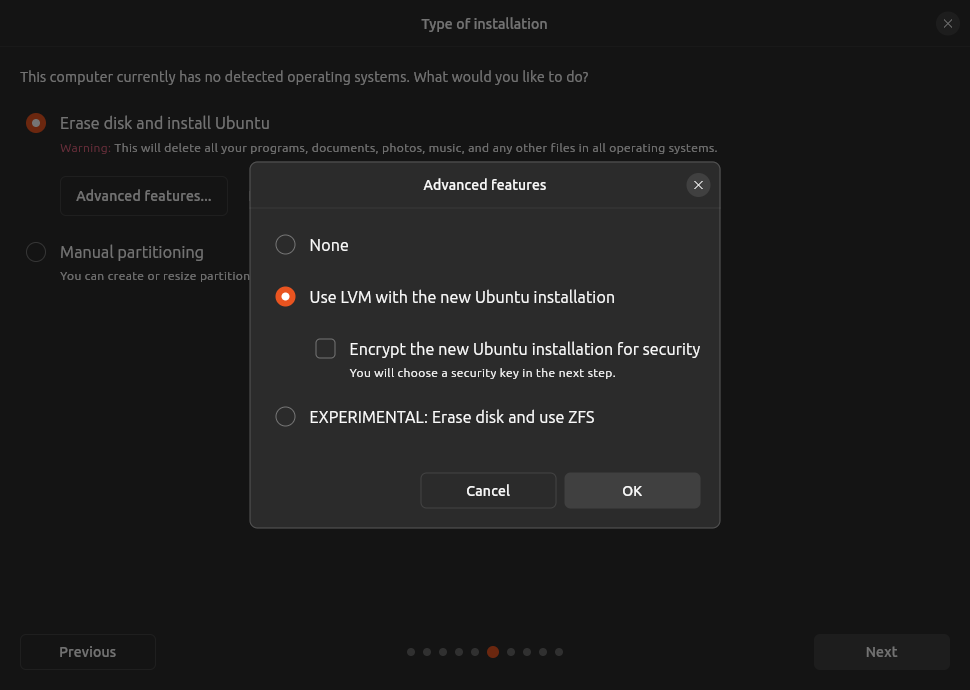 Type of installation
This computer currently has no detected operating systems. What would you like to do?
Erase disk and install Ubuntu
Warning: This will delete all your programs, documents, photos, music, and any other files in all operating systems.
Advanced features...
Manual partitioning
You can create or resize partition
Advanced features
None
Use LVM with the new Ubuntu installation
Encrypt the new Ubuntu installation for security
You will choose a security key in the next step.
EXPERIMENTAL: Erase disk and use ZFS
Cancel
OK
Previous
Next